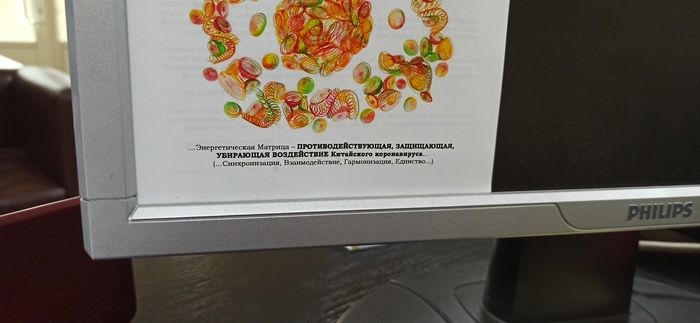 ...Энергетическая Матрица – ПРОТИВОДЕЙСТВУЮЩАЯ, ЗАЩИЩАЮЩАЯ,
УБИРАЮЩАЯ ВОЗДЕЙСТВИЕ Китайского коронавируса...
(...Синхронизация, Взаимодействие, Гармонизация, Единство...)
PHILIPS